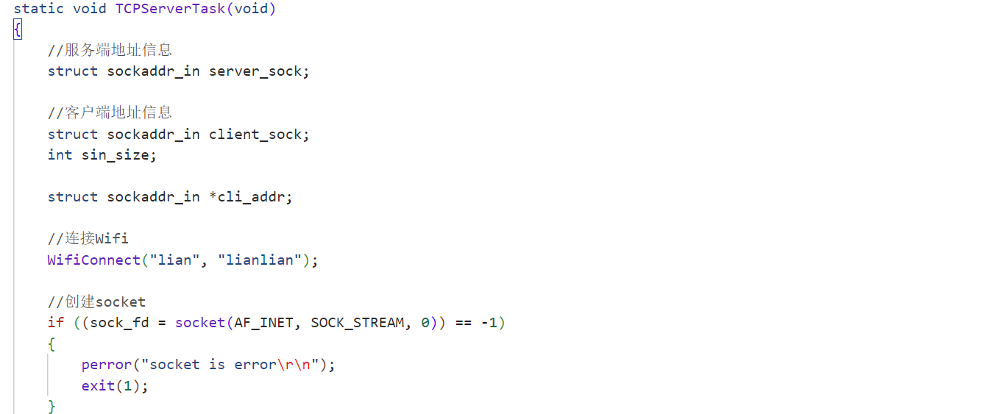 static void TCPServerTask(void)
{
//服务端地址信息
struct sockaddr_in server_sock;
//客户端地址信息
struct sockaddr_in client_sock;
int sin_size;
struct sockaddr_in *cli_addr;
//连接Wifi
WifiConnect("lian", "lianlian");
//创建socket
if ((sock_fd = socket(AF_INET, SOCK_STREAM, 0)) == -1)
{
perror("socket is error\r\n");
exit(1);
}